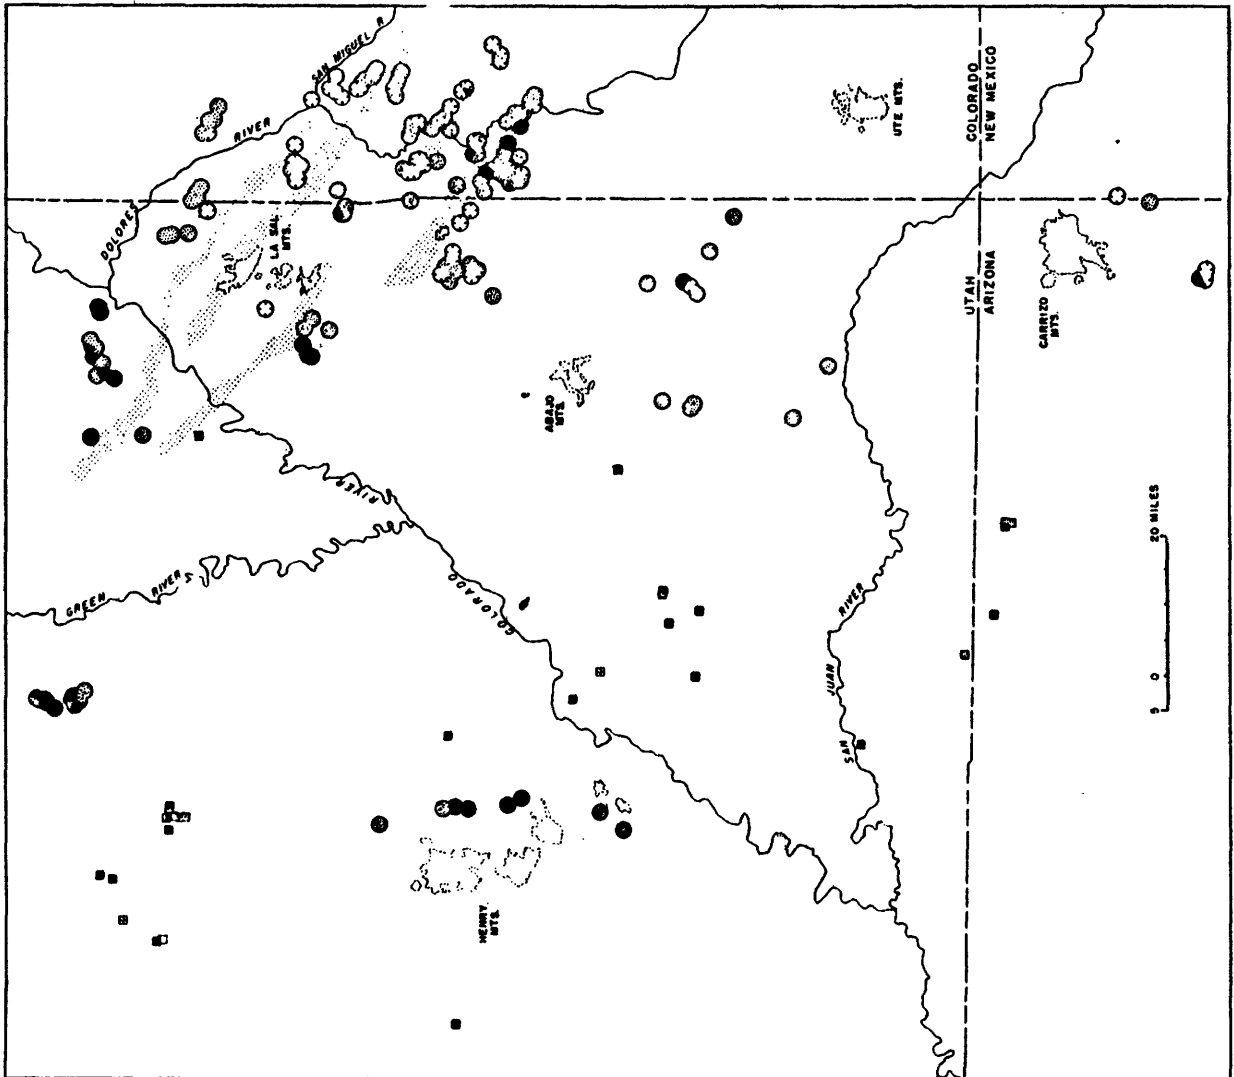 SAN MIGUEL R
RIVER
DOLORES
LA SAL
MTS.
UTE MTS.
COLORADO
NEW MEXICO
UTAH
ARIZONA
CARRIZO
MTS.
ABAJO
MTS.
RIVER
COLORADO
GREEN
RIVER
RIVER
JUAN
SAN
HENRY
MTS.
20 MILES
0
5